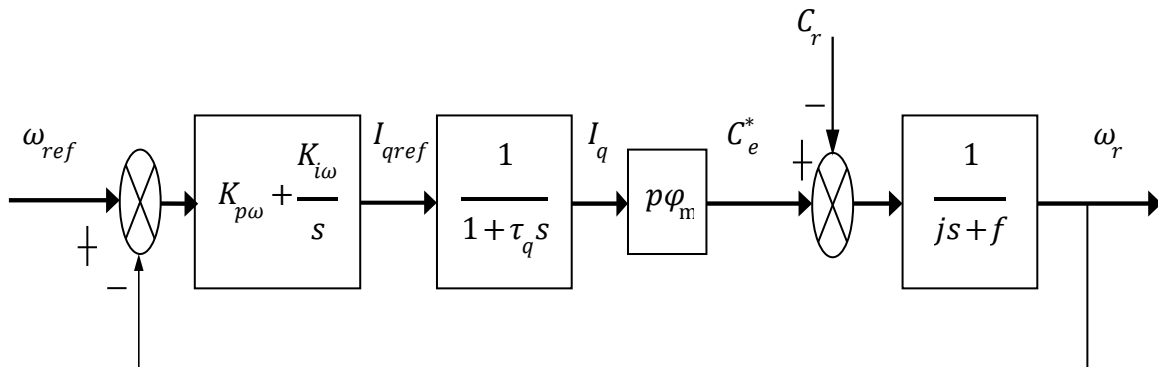 C_r
−
ω_ref
+
−
K_pω + K_iω / s
I_qref
1 / (1 + τ_q s)
I_q
pφ_m
C_e^*
+
1 / (js + f)
ω_r